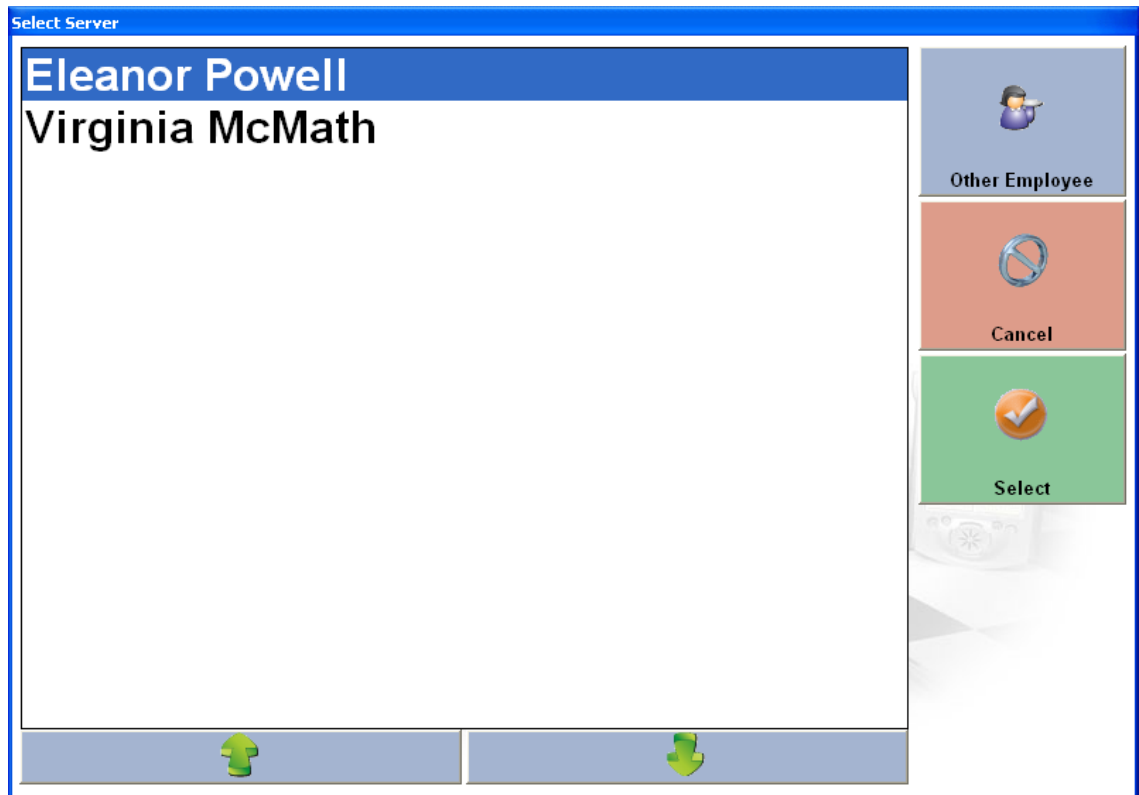 Select Server
Eleanor Powell
Virginia McMath
Other Employee
Cancel
Select